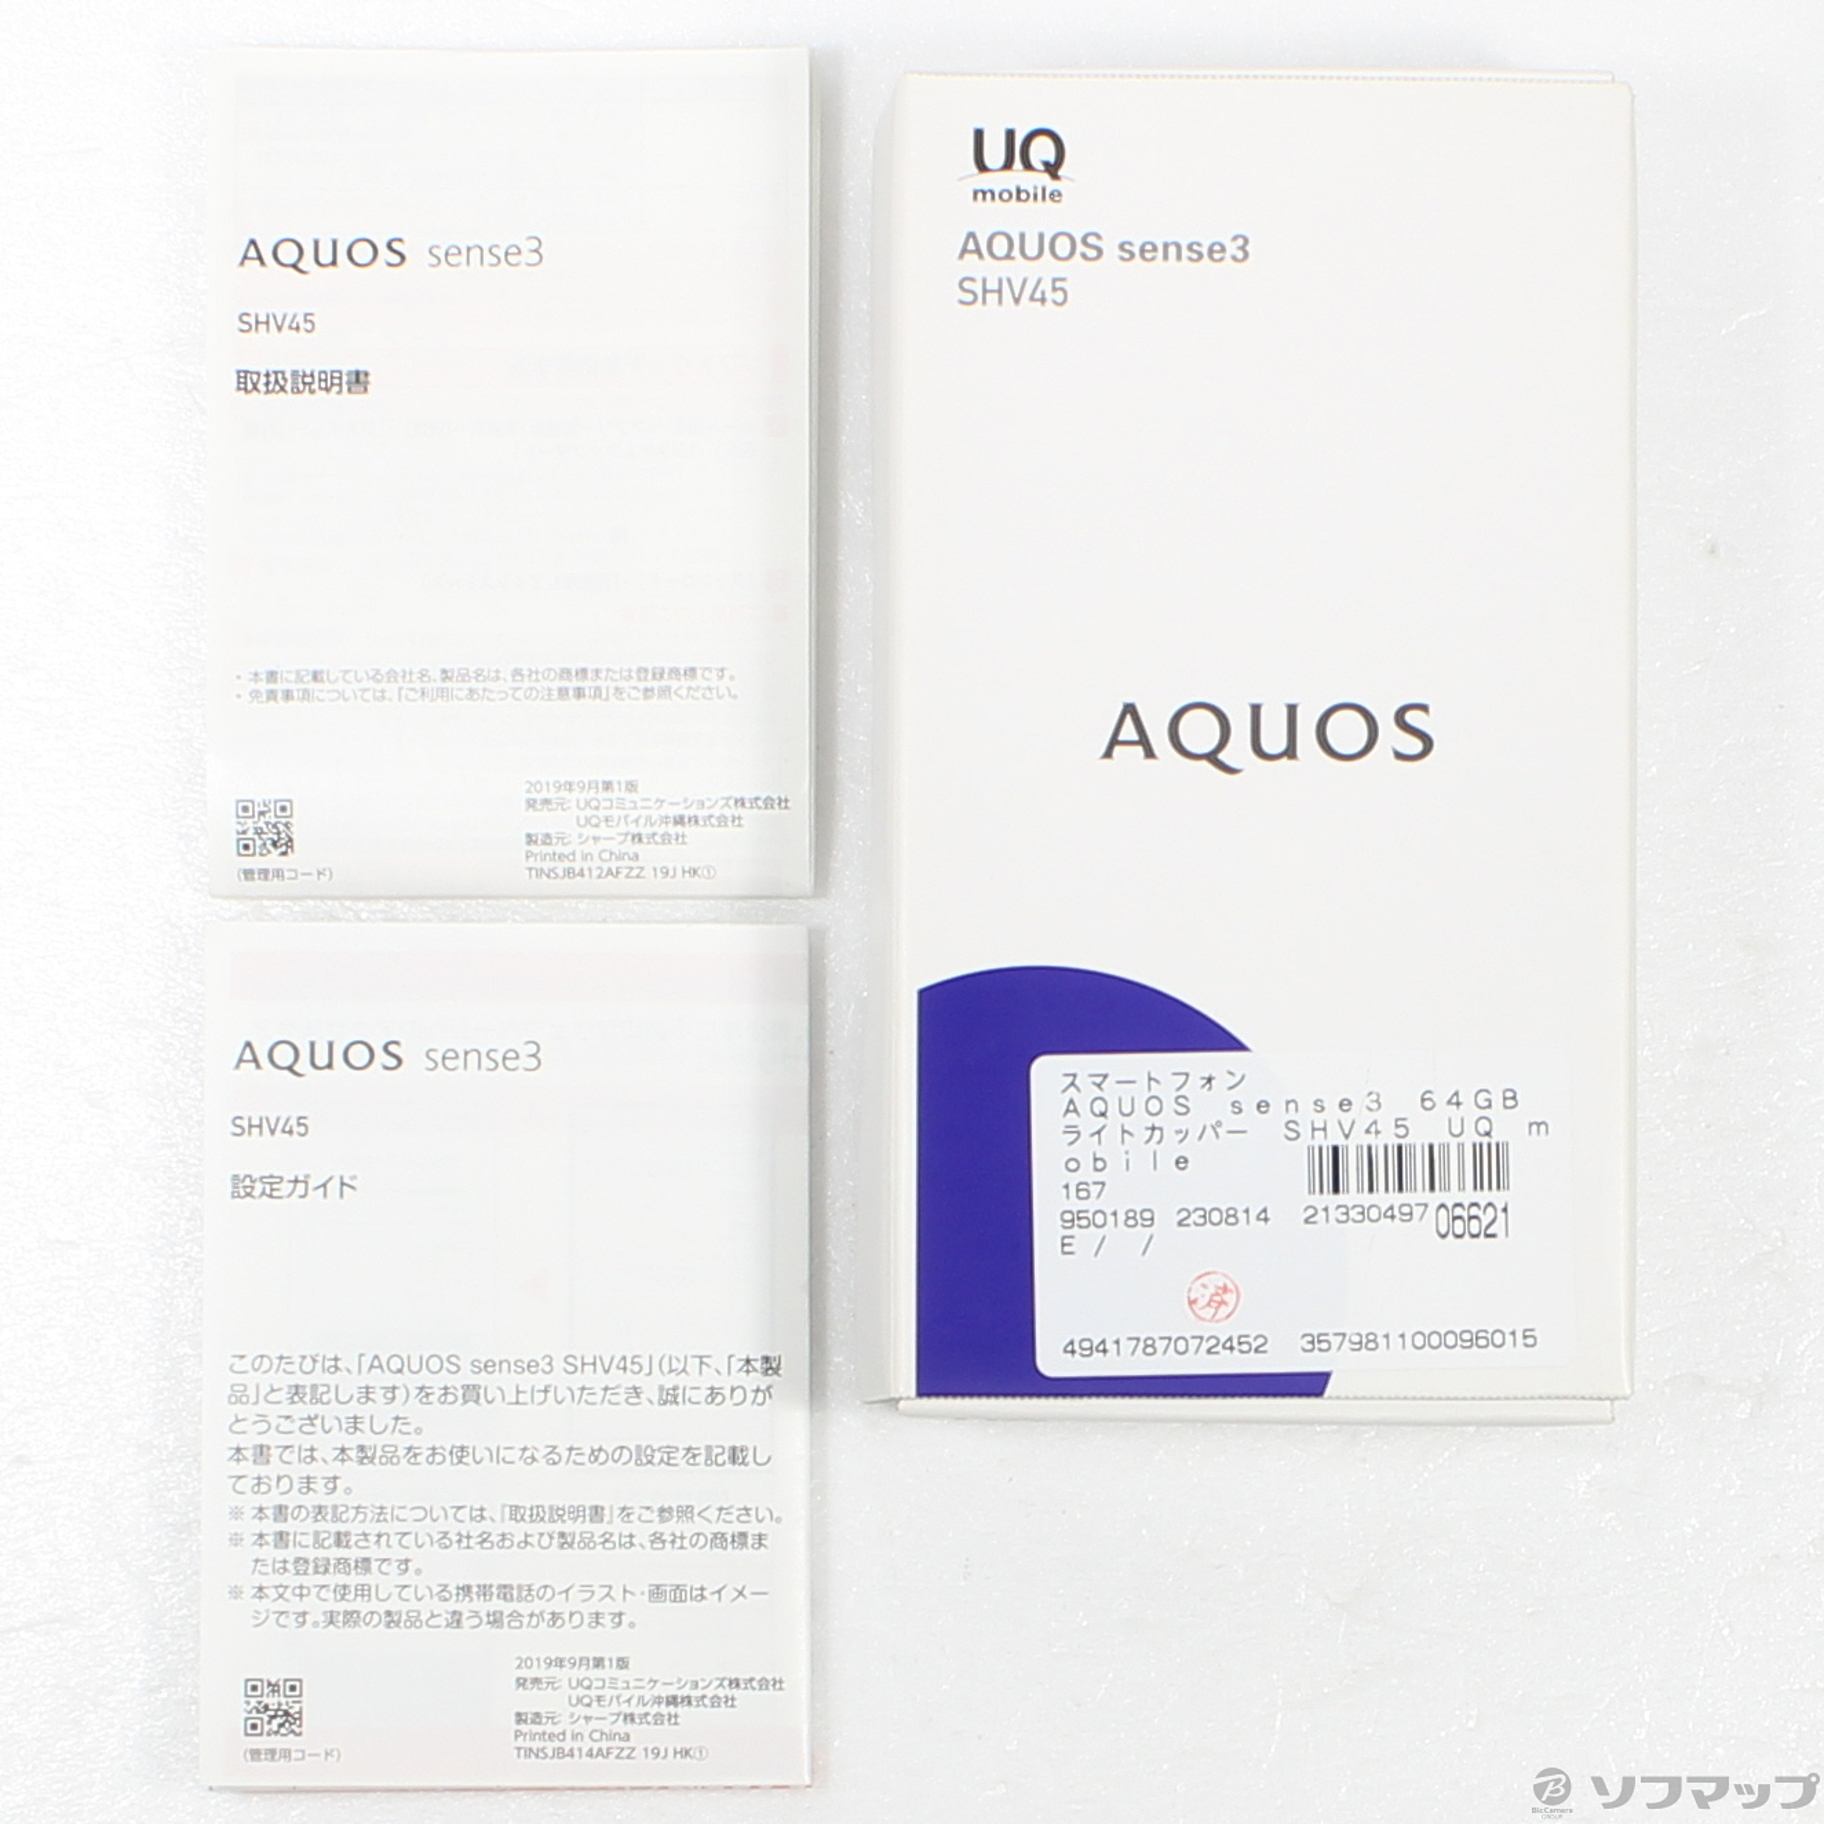 AQUOS sense3
SHV45
取扱説明書
・本書に記載している会社名、製品名は、各社の商標または登録商標です。
・免責事項については、「ご利用にあたっての注意事項」をご参照ください。
(管理用コード)
2019年9月第1版
発売元: UQコミュニケーションズ株式会社
UQモバイル沖縄株式会社
製造元: シャープ株式会社
Printed in China
TINSJB412AFZZ 19J HK①
AQUOS sense3
SHV45
設定ガイド
このたびは、「AQUOS sense3 SHV45」(以下、「本製
品」と表記します)をお買い上げいただき、誠にありが
とうございました。
本書では、本製品をお使いになるための設定を記載し
ております。
※ 本書の表記方法については、『取扱説明書』をご参照ください。
※ 本書に記載されている社名および製品名は、各社の商標ま
たは登録商標です。
※ 本文中で使用している携帯電話のイラスト・画面はイメー
ジです。実際の製品と違う場合があります。
(管理用コード)
2019年9月第1版
発売元: UQコミュニケーションズ株式会社
UQモバイル沖縄株式会社
製造元: シャープ株式会社
Printed in China
TINSJB414AFZZ 19J HK①
UQ
mobile
AQUOS sense3
SHV45
AQUOS
スマートフォン
AQUOS sense3 64GB
ライトカッパー SHV45 UQ m
obile
167
950189 230814 21330497 06621
E / /
済
4941787072452 357981100096015
BicCamera
GROUP
ソフマップ